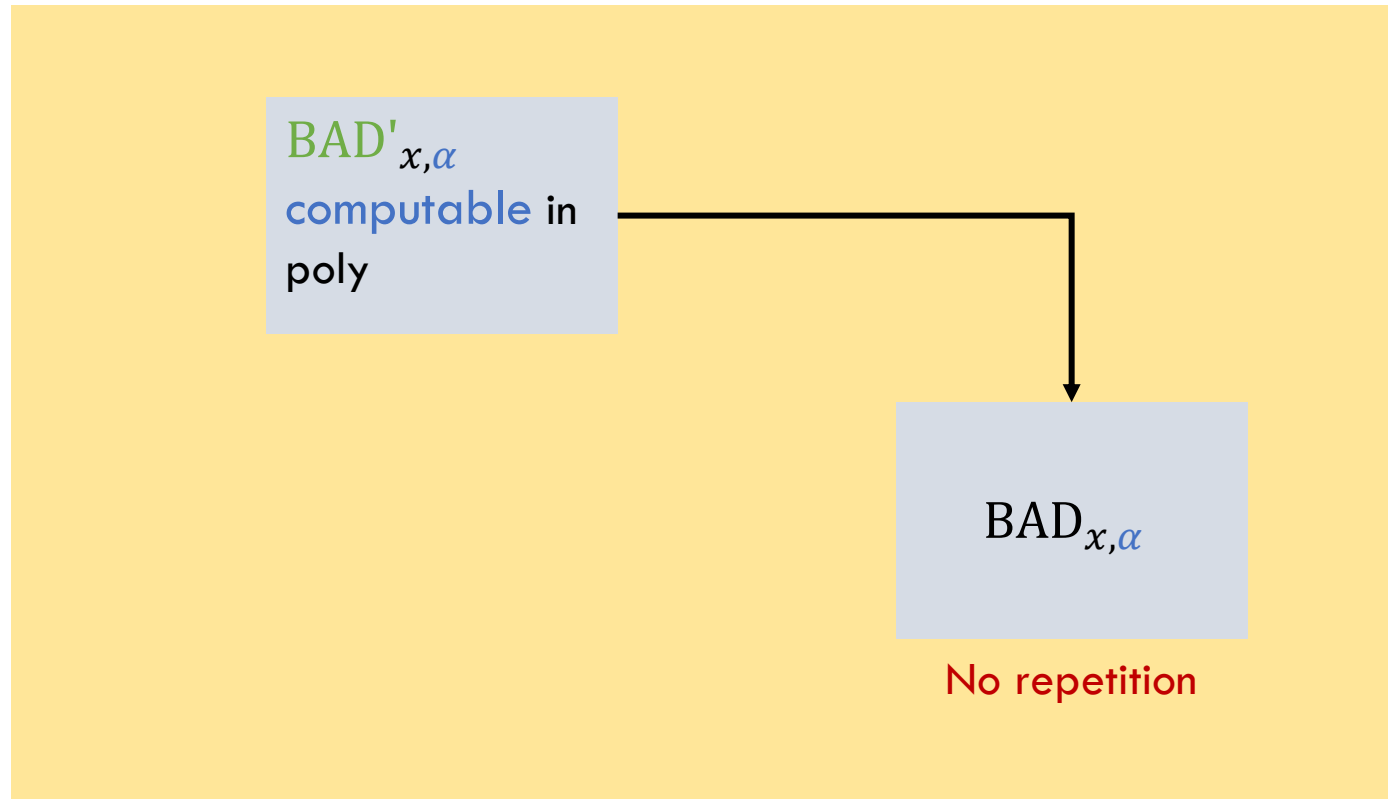 BAD'x,α
computable in
poly
BADx,α
No repetition